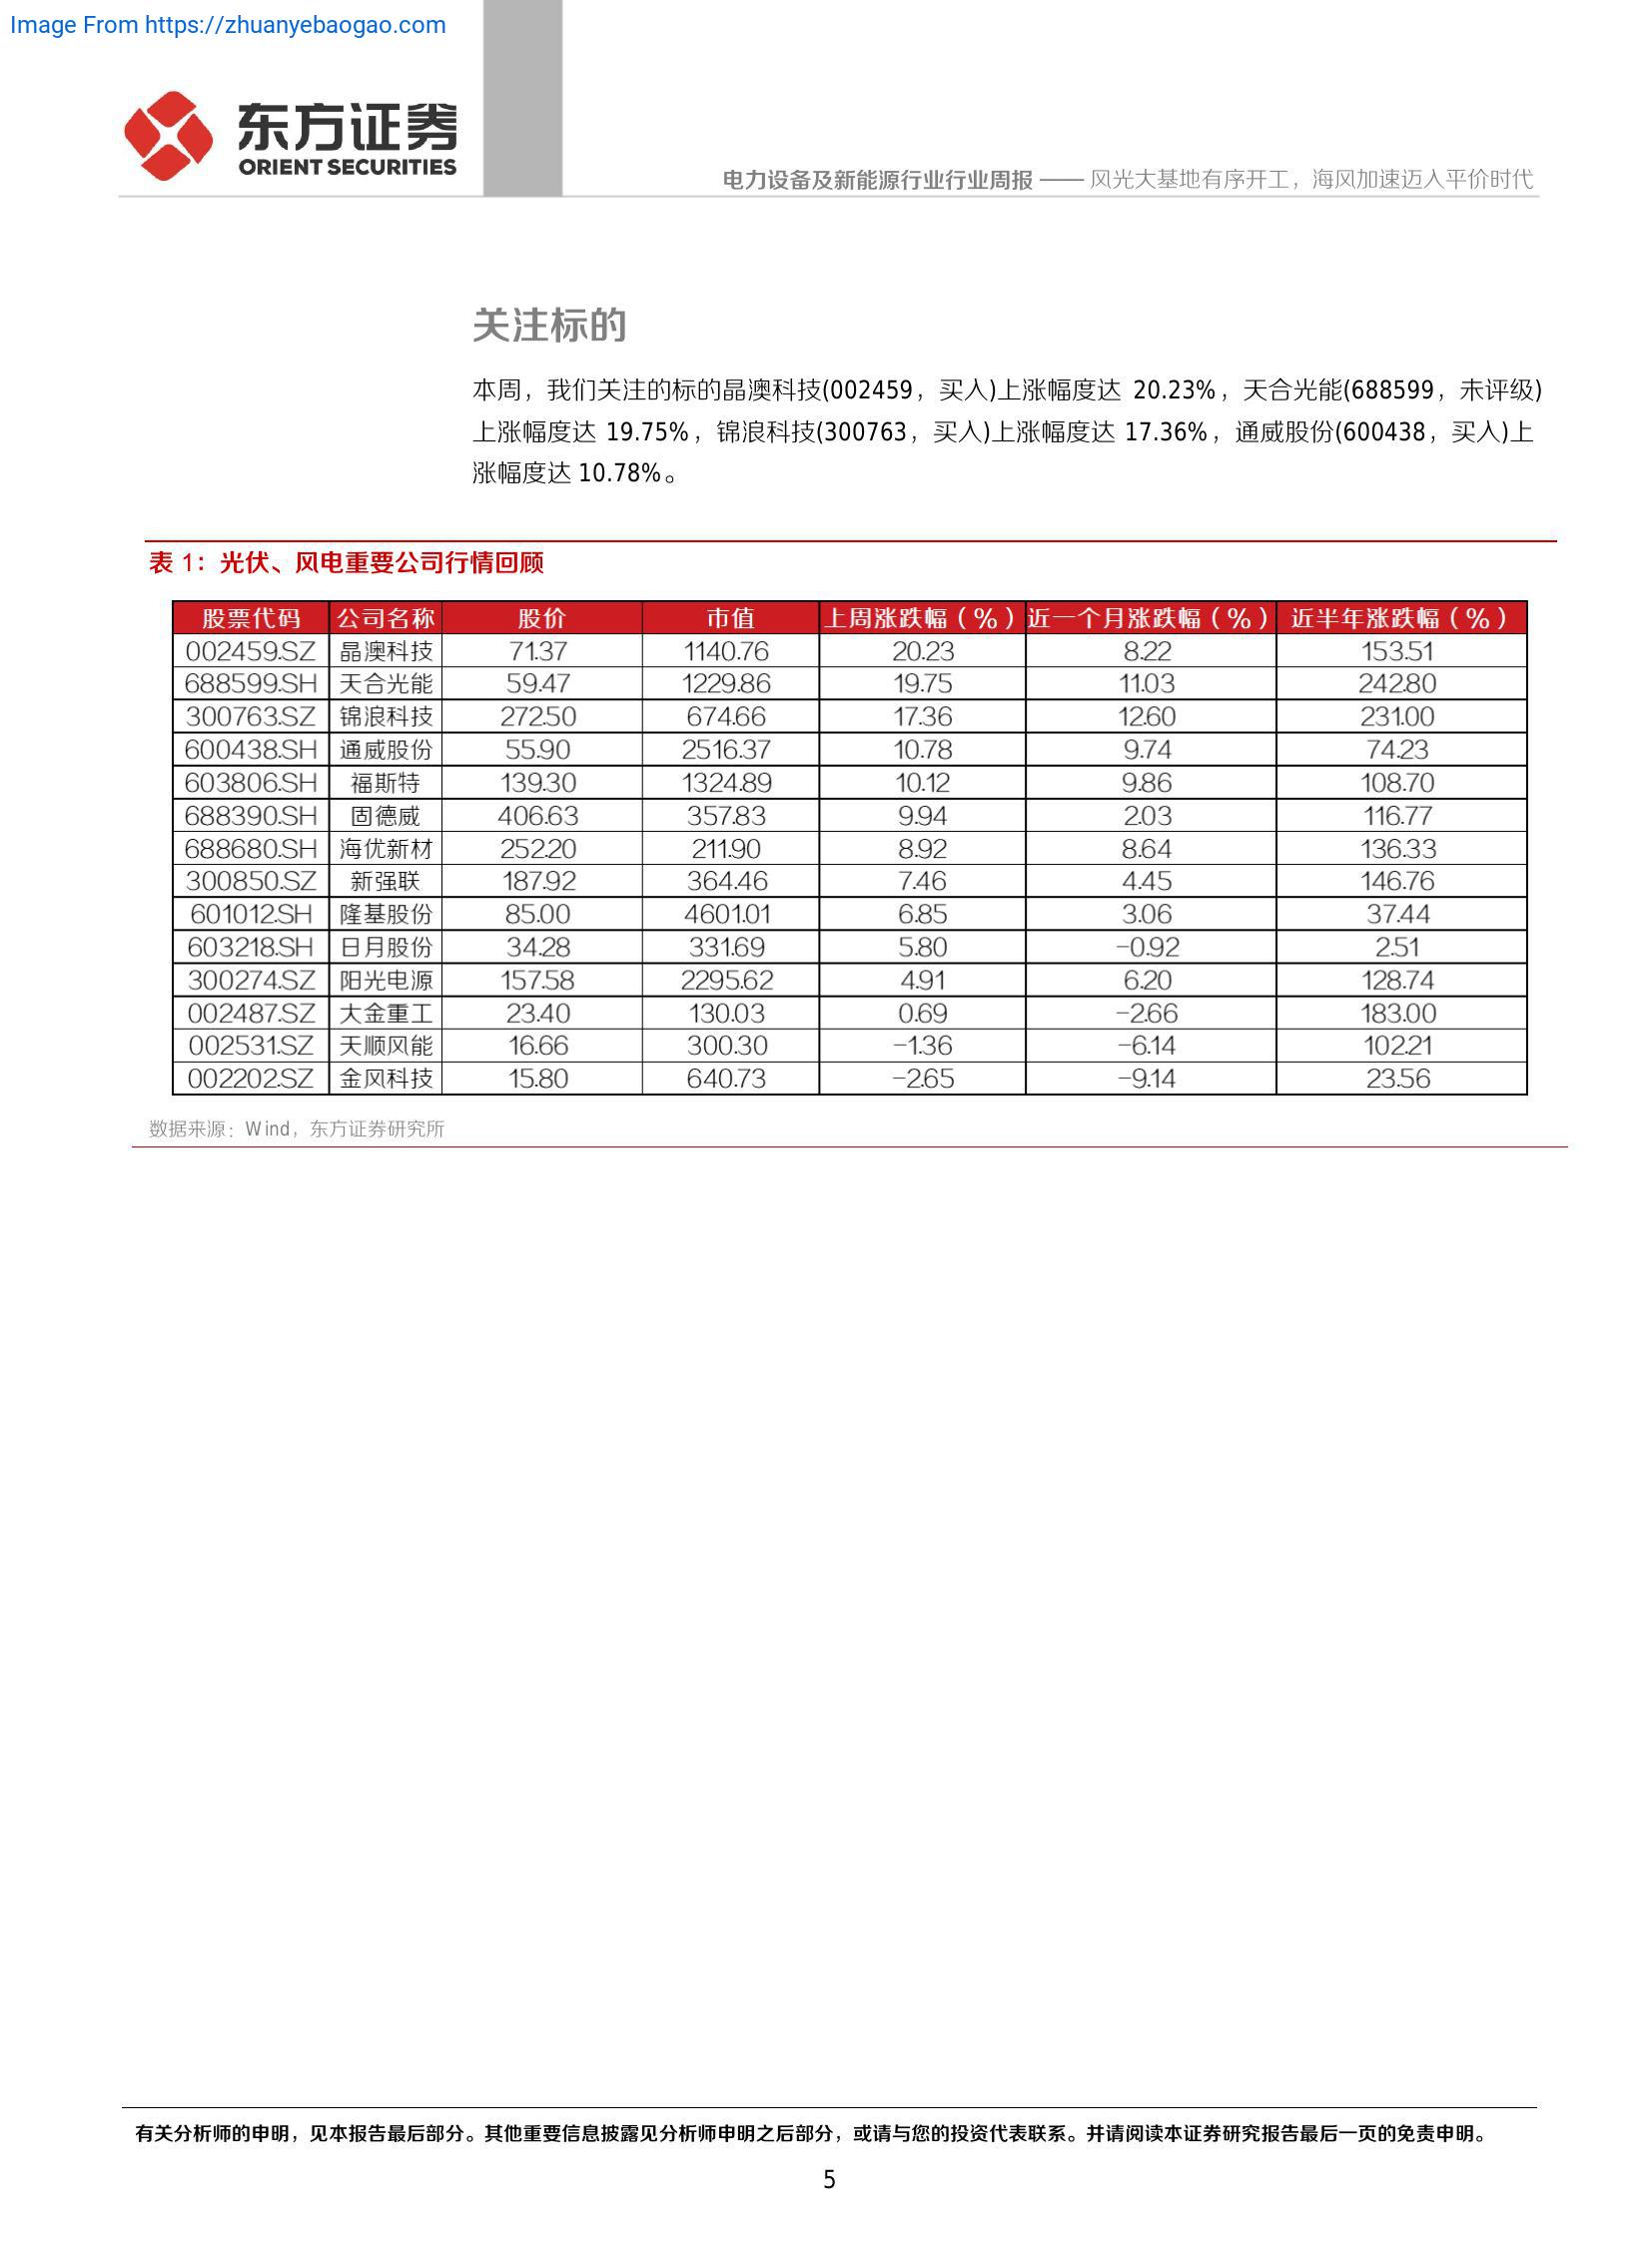 Image From https://zhuanyebaogao.com
东方证券
ORIENT SECURITIES
电力设备及新能源行业行业周报 —— 风光大基地有序开工，海风加速迈入平价时代
关注标的
本周，我们关注的标的晶澳科技(002459，买入)上涨幅度达 20.23%，天合光能(688599，未评级)
上涨幅度达 19.75%，锦浪科技(300763，买入)上涨幅度达 17.36%，通威股份(600438，买入)上
涨幅度达 10.78%。
表 1：光伏、风电重要公司行情回顾
股票代码 公司名称 股价 市值 上周涨跌幅（%） 近一个月涨跌幅（%） 近半年涨跌幅（%）
002459.SZ 晶澳科技 71.37 1140.76 20.23 8.22 153.51
688599.SH 天合光能 59.47 1229.86 19.75 11.03 242.80
300763.SZ 锦浪科技 272.50 674.66 17.36 12.60 231.00
600438.SH 通威股份 55.90 2516.37 10.78 9.74 74.23
603806.SH 福斯特 139.30 1324.89 10.12 9.86 108.70
688390.SH 固德威 406.63 357.83 9.94 2.03 116.77
688680.SH 海优新材 252.20 211.90 8.92 8.64 136.33
300850.SZ 新强联 187.92 364.46 7.46 4.45 146.76
601012.SH 隆基股份 85.00 4601.01 6.85 3.06 37.44
603218.SH 日月股份 34.28 331.69 5.80 -0.92 2.51
300274.SZ 阳光电源 157.58 2295.62 4.91 6.20 128.74
002487.SZ 大金重工 23.40 130.03 0.69 -2.66 183.00
002531.SZ 天顺风能 16.66 300.30 -1.36 -6.14 102.21
002202.SZ 金风科技 15.80 640.73 -2.65 -9.14 23.56
数据来源：Wind，东方证券研究所
有关分析师的申明，见本报告最后部分。其他重要信息披露见分析师申明之后部分，或请与您的投资代表联系。并请阅读本证券研究报告最后一页的免责申明。
5